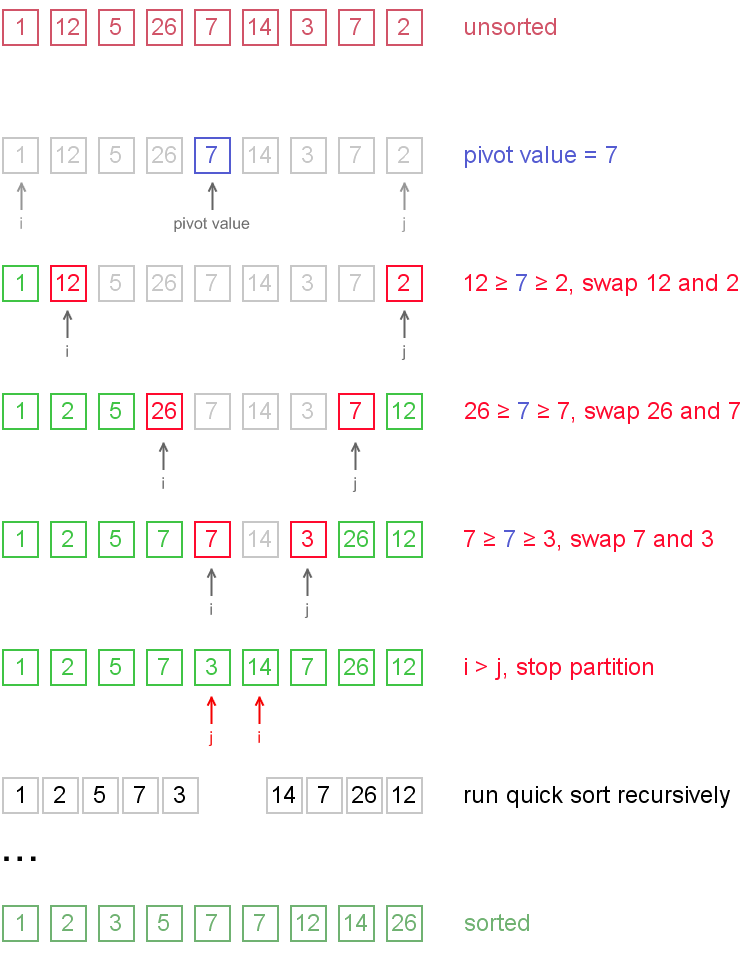 1 12 5 26 7 14 3 7 2 unsorted
1 12 5 26 7 14 3 7 2 pivot value = 7
i pivot value j
1 12 5 26 7 14 3 7 2 12 ≥ 7 ≥ 2, swap 12 and 2
i j
1 2 5 26 7 14 3 7 12 26 ≥ 7 ≥ 7, swap 26 and 7
i j
1 2 5 7 7 14 3 26 12 7 ≥ 7 ≥ 3, swap 7 and 3
i j
1 2 5 7 3 14 7 26 12 i > j, stop partition
j i
1 2 5 7 3 14 7 26 12 run quick sort recursively
...
1 2 3 5 7 7 12 14 26 sorted